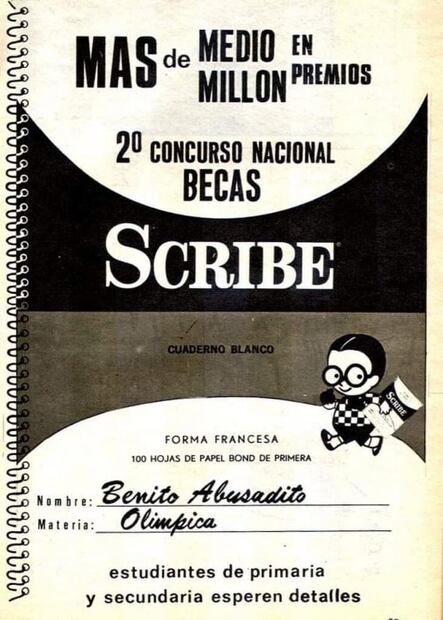 MAS de MEDIO MILLON EN PREMIOS
2º CONCURSO NACIONAL
BECAS
SCRIBE
CUADERNO BLANCO
SCRIBE
FORMA FRANCESA
100 HOJAS DE PAPEL BOND DE PRIMERA
Nombre: Benito Abusadito
Materia: Olimpica
estudiantes de primaria
y secundaria esperen detalles